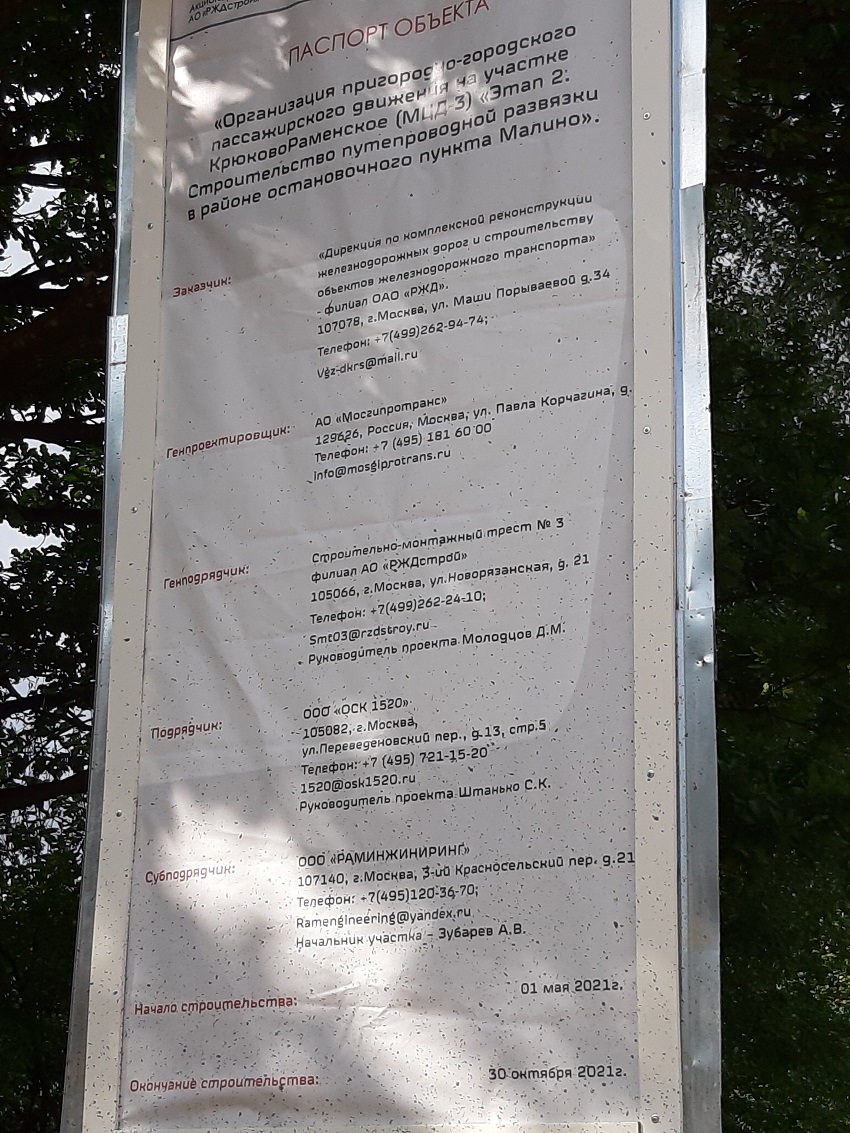 АО «РЖДстрой
ПАСПОРТ ОБЪЕКТА
«Организация пригородно-городского
пассажирского движения на участке
КрюковоРаменское (МЦД-3) «Этап 2:
Строительство путепроводной развязки
в районе остановочного пункта Малино».
Заказчик:
«Дирекция по комплексной реконструкции
железнодорожных дорог и строительству
объектов железнодорожного транспорта»
- филиал ОАО «РЖД».
107078, г.Москва, ул. Маши Порываевой д.34
Телефон: +7(499)262-94-74;
Vgz-dkrs@mail.ru
Генпроектировщик:
АО «Мосгипротранс»
129626, Россия, Москва, ул. Павла Корчагина, д.
Телефон: +7 (495) 181 60 00
info@mosgiprotrans.ru
Генподрядчик:
Строительно-монтажный трест № 3
филиал АО «РЖДстрой»
105066, г.Москва, ул.Новорязанская, д. 21
Телефон: +7(499)262-24-10;
Smt03@rzdstroy.ru
Руководитель проекта Молодцов Д.М.
Подрядчик:
ООО «ОСК 1520»
105082, г.Москва,
ул.Переведеновский пер., д.13, стр.5
Телефон: +7 (495) 721-15-20
1520@osk1520.ru
Руководитель проекта Штанько С.К.
Субподрядчик:
ООО «РАМИНЖИНИРИНГ»
107140, г.Москва, 3-ий Красносельский пер. д.21
Телефон: +7(495)120-36-70;
Ramengineering@yandex.ru
Начальник участка - Зубарев А.В.
Начало строительства:
01 мая 2021г.
Окончание строительства:
30 октября 2021г.